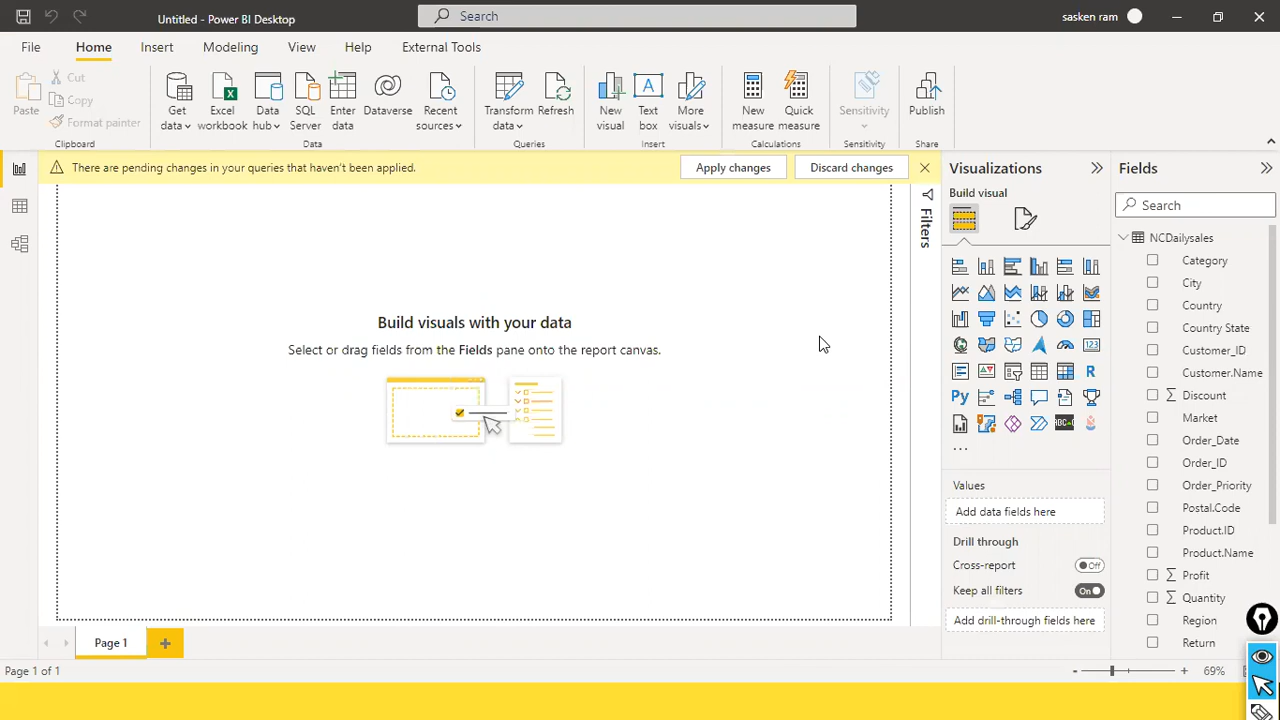 Untitled - Power BI Desktop
Search
sasken ram
File
Home
Insert
Modeling
View
Help
External Tools
Paste
Cut
Copy
Format painter
Clipboard
Get data
Excel workbook
Data hub
SQL Server
Enter data
Dataverse
Recent sources
Data
Transform data
Refresh
Queries
New visual
Text box
More visuals
Insert
New measure
Quick measure
Calculations
Sensitivity
Sensitivity
Publish
Share
There are pending changes in your queries that haven't been applied.
Apply changes
Discard changes
Build visuals with your data
Select or drag fields from the Fields pane onto the report canvas.
Filters
Visualizations
Build visual
123
R
Py
Values
Add data fields here
Drill through
Cross-report
Off
Keep all filters
On
Add drill-through fields here
Fields
Search
NCDailysales
Category
City
Country
Country State
Customer_ID
Customer.Name
Discount
Market
Order_Date
Order_ID
Order_Priority
Postal.Code
Product.ID
Product.Name
Profit
Quantity
Region
Return
Page 1
Page 1 of 1
69%